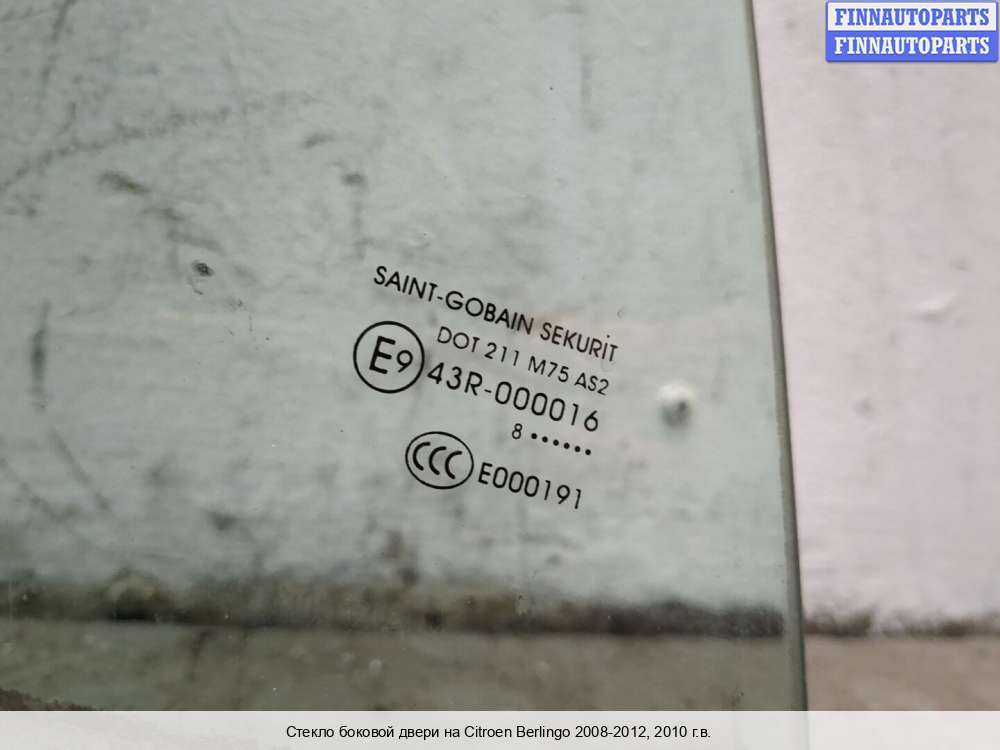 FINNAUTOPARTS
FINNAUTOPARTS
SAINT-GOBAIN SEKURIT
DOT 211 M75 AS2
E9 43R-000016
8 ••••••
CCC E000191
Стекло боковой двери на Citroen Berlingo 2008-2012, 2010 г.в.